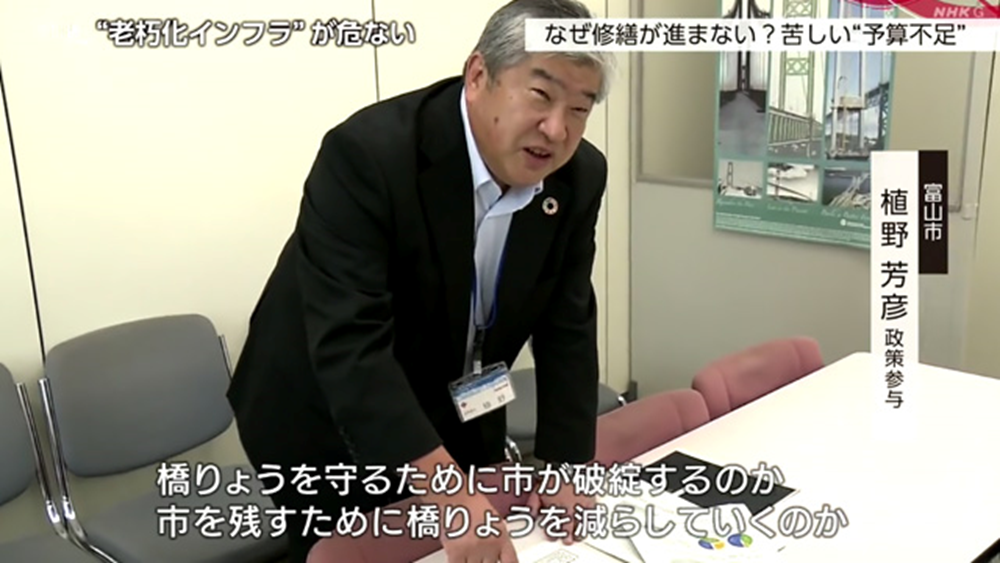 “老朽化インフラ”が危ない
なぜ修繕が進まない？苦しい“予算不足”
NHK G
富山市
植野 芳彦 政策参与
橋りょうを守るために市が破綻するのか
市を残すために橋りょうを減らしていくのか